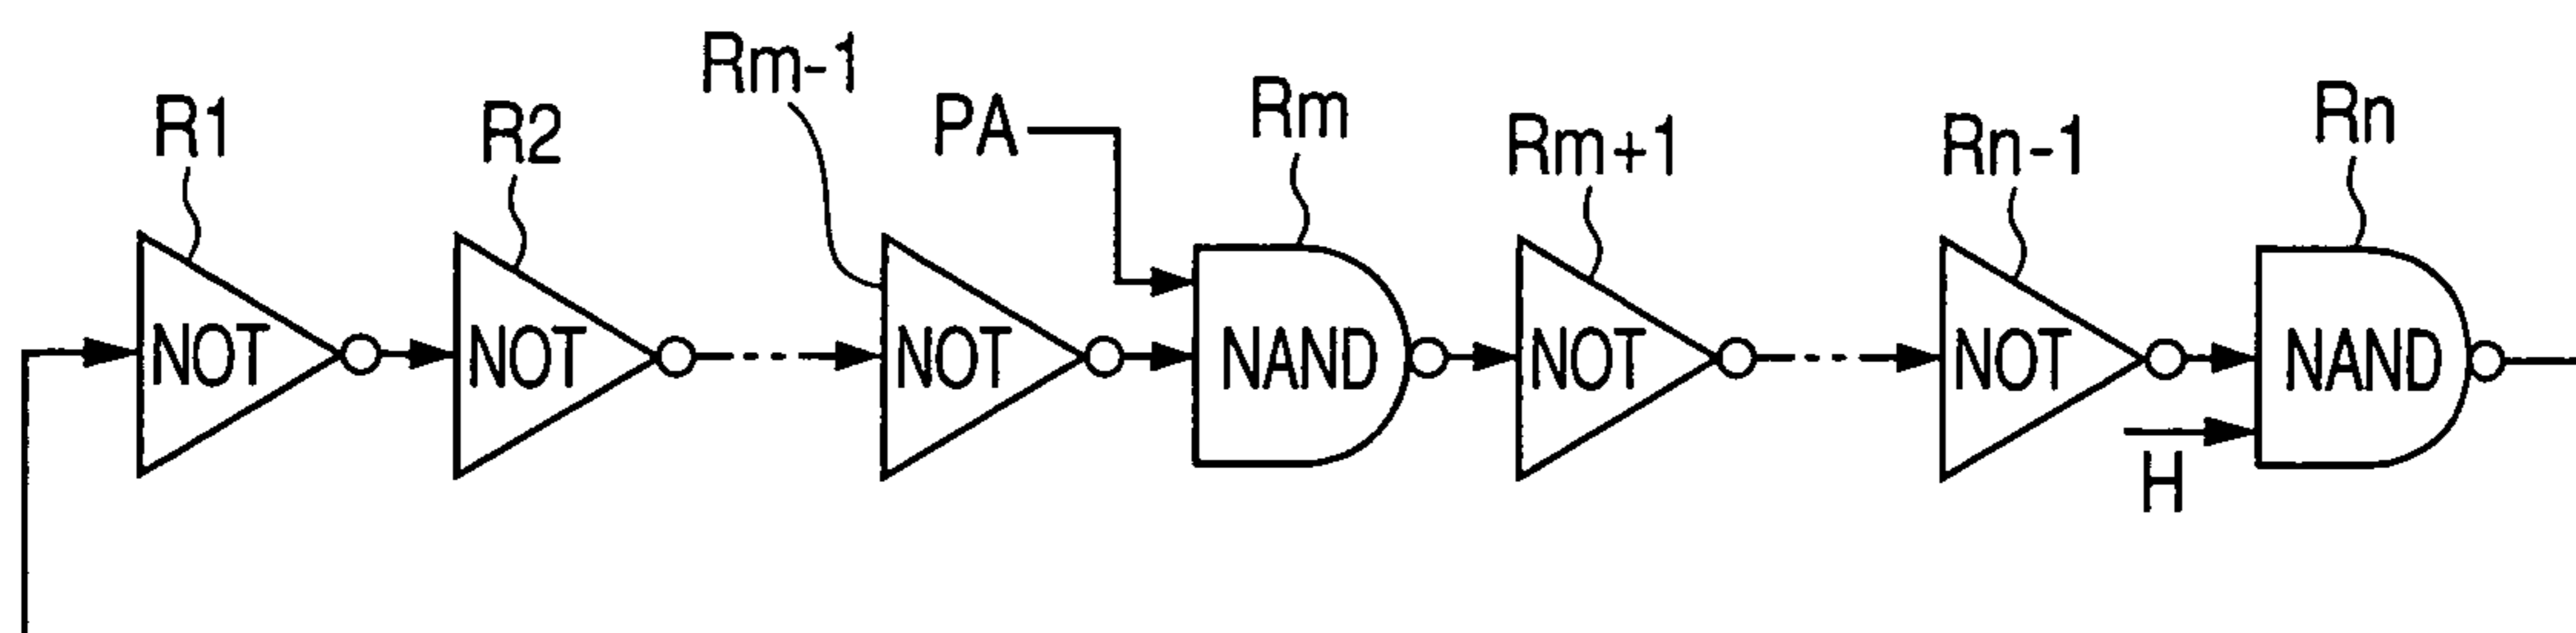 R1
R2
Rm-1
PA
Rm
Rm+1
Rn-1
Rn
NOT
NOT
NOT
NAND
NOT
NOT
NAND
H